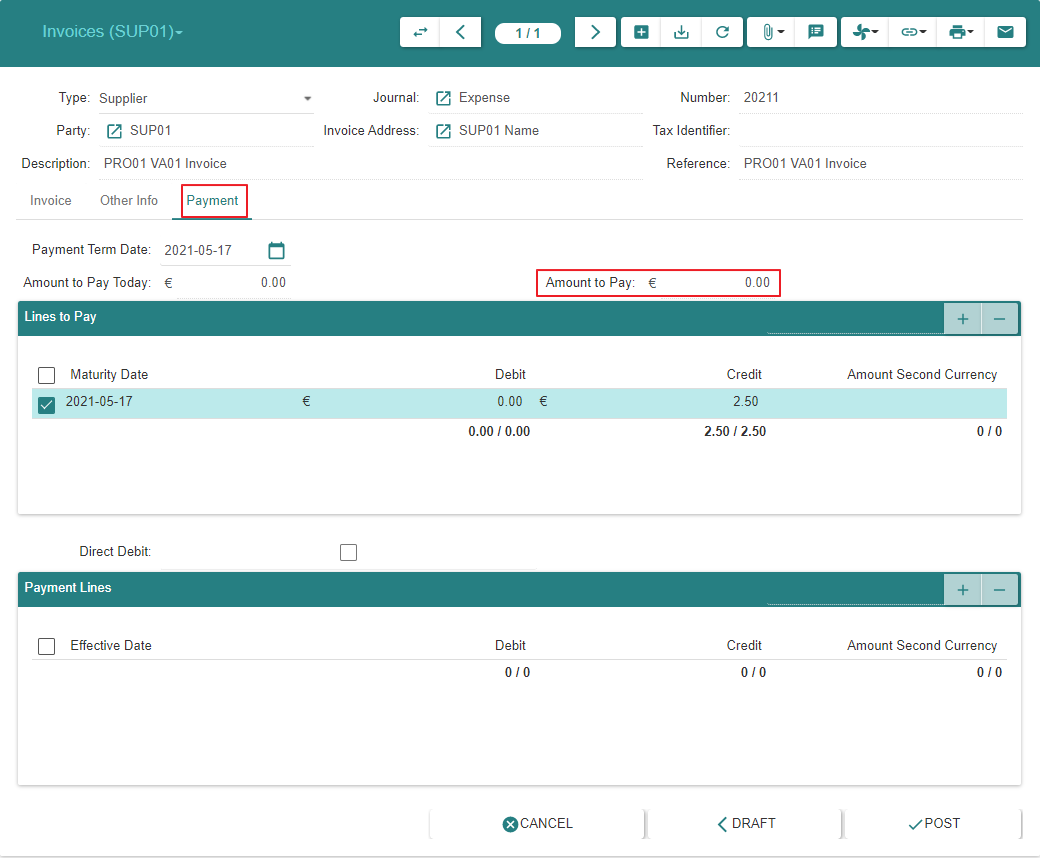 Invoices (SUP01)
1 / 1
Type: Supplier Journal: Expense Number: 20211
Party: SUP01 Invoice Address: SUP01 Name Tax Identifier:
Description: PRO01 VA01 Invoice Reference: PRO01 VA01 Invoice
Invoice Other Info Payment
Payment Term Date: 2021-05-17
Amount to Pay Today: € 0.00 Amount to Pay: € 0.00
Lines to Pay
Maturity Date Debit Credit Amount Second Currency
2021-05-17 € 0.00 € 2.50
0.00 / 0.00 2.50 / 2.50 0 / 0
Direct Debit:
Payment Lines
Effective Date Debit Credit Amount Second Currency
0 / 0 0 / 0 0 / 0
CANCEL DRAFT POST